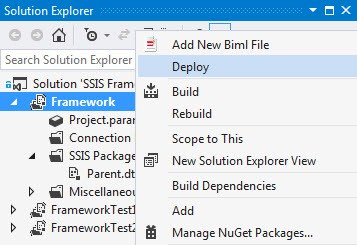 Solution Explorer
Search Solution Explorer
Solution 'SSIS Fram
Framework
Project.parar
Connection
SSIS Package
Parent.dt
Miscellaneou
FrameworkTest1
FrameworkTest2
Add New Biml File
Deploy
Build
Rebuild
Scope to This
New Solution Explorer View
Build Dependencies
Add
Manage NuGet Packages...